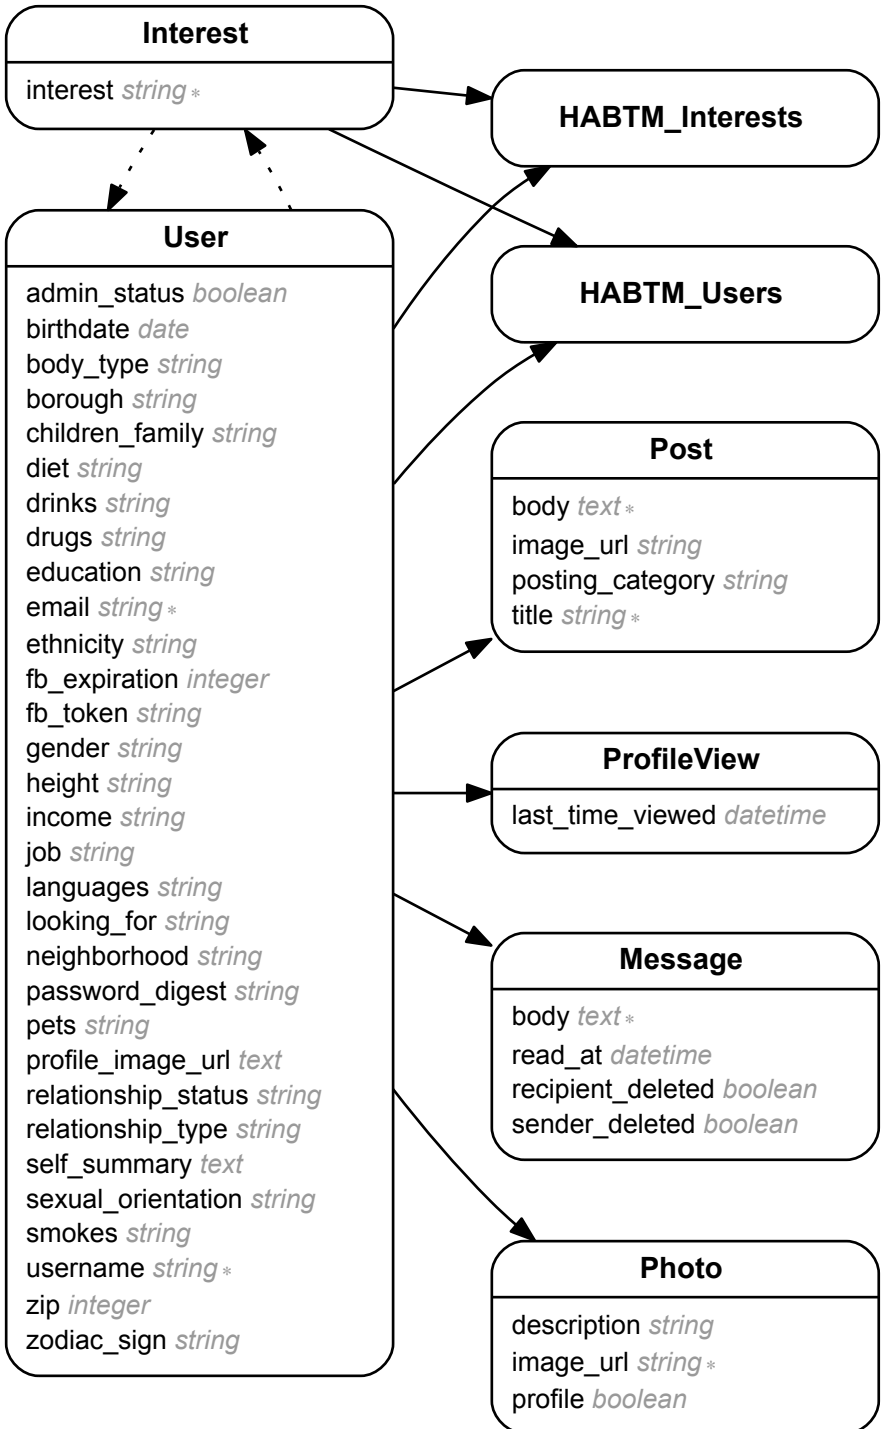 Interest
interest string *
HABTM_Interests
User
admin_status boolean
birthdate date
body_type string
borough string
children_family string
diet string
drinks string
drugs string
education string
email string *
ethnicity string
fb_expiration integer
fb_token string
gender string
height string
income string
job string
languages string
looking_for string
neighborhood string
password_digest string
pets string
profile_image_url text
relationship_status string
relationship_type string
self_summary text
sexual_orientation string
smokes string
username string *
zip integer
zodiac_sign string
HABTM_Users
Post
body text *
image_url string
posting_category string
title string *
ProfileView
last_time_viewed datetime
Message
body text *
read_at datetime
recipient_deleted boolean
sender_deleted boolean
Photo
description string
image_url string *
profile boolean